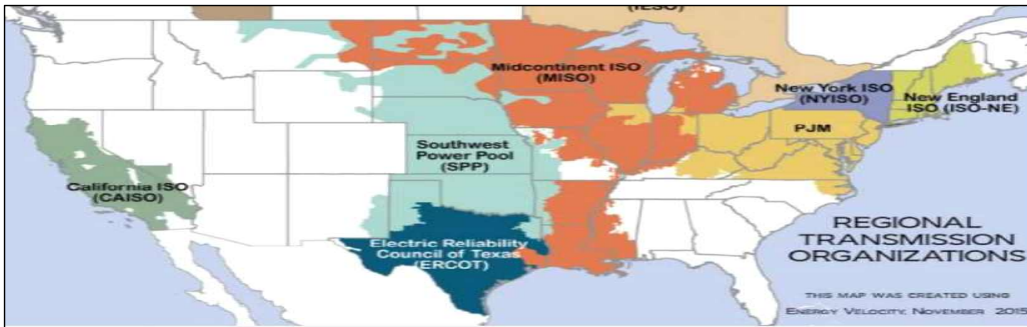 (IESO)
Midcontinent ISO
(MISO)
New York ISO
(NYISO)
New England
ISO (ISO-NE)
PJM
Southwest
Power Pool
(SPP)
California ISO
(CAISO)
Electric Reliability
Council of Texas
(ERCOT)
REGIONAL
TRANSMISSION
ORGANIZATIONS
THIS MAP WAS CREATED USING
ENERGY VELOCITY, NOVEMBER 2015